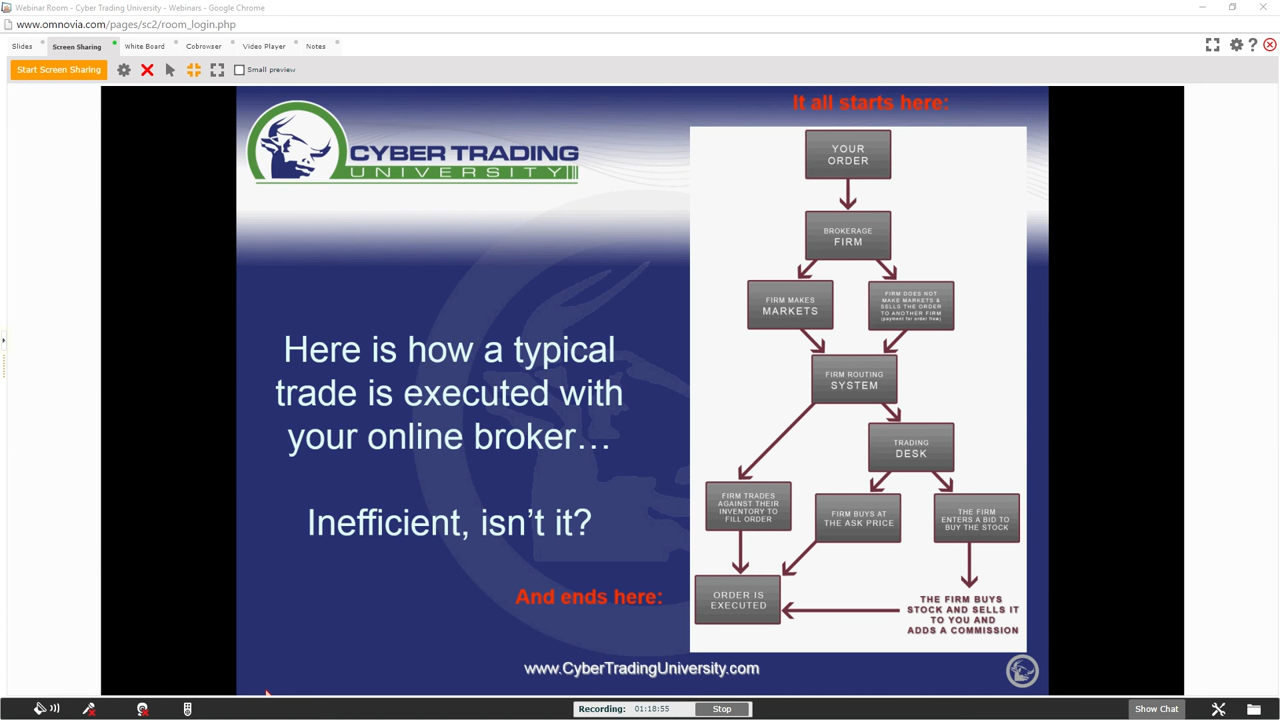 Webinar Room - Cyber Trading University - Webinars - Google Chrome
www.omnovia.com/pages/sc2/room_login.php
Slides
Screen Sharing
White Board
Cobrowser
Video Player
Notes
Start Screen Sharing
Small preview
CYBER TRADING
UNIVERSITY
It all starts here:
YOUR
ORDER
BROKERAGE
FIRM
FIRM MAKES
MARKETS
FIRM DOES NOT
MAKE MARKETS &
SELLS THE ORDER
TO ANOTHER FIRM
(payment for order flow)
FIRM ROUTING
SYSTEM
TRADING
DESK
FIRM TRADES
AGAINST THEIR
INVENTORY TO
FILL ORDER
FIRM BUYS AT
THE ASK PRICE
THE FIRM
ENTERS A BID TO
BUY THE STOCK
ORDER IS
EXECUTED
THE FIRM BUYS
STOCK AND SELLS IT
TO YOU AND
ADDS A COMMISSION
Here is how a typical
trade is executed with
your online broker…
Inefficient, isn’t it?
And ends here:
www.CyberTradingUniversity.com
Recording: 01:18:55 Stop
Show Chat